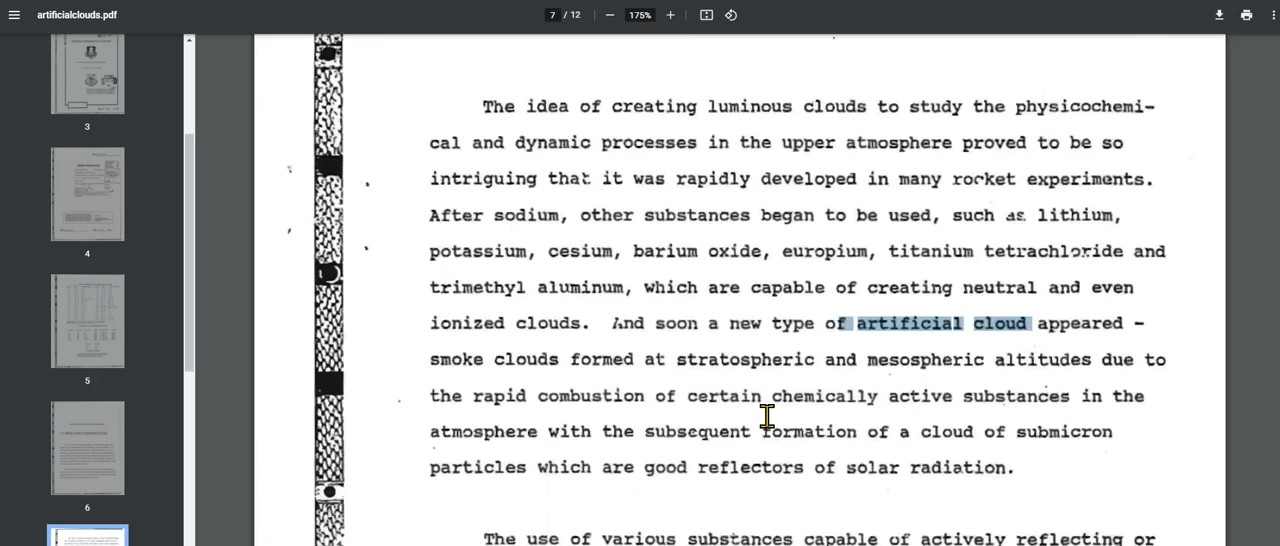 artificialclouds.pdf
7 / 12
175%
The idea of creating luminous clouds to study the physicochemi-
cal and dynamic processes in the upper atmosphere proved to be so
intriguing that it was rapidly developed in many rocket experiments.
After sodium, other substances began to be used, such as lithium,
potassium, cesium, barium oxide, europium, titanium tetrachloride and
trimethyl aluminum, which are capable of creating neutral and even
ionized clouds. And soon a new type of artificial cloud appeared -
smoke clouds formed at stratospheric and mesospheric altitudes due to
the rapid combustion of certain chemically active substances in the
atmosphere with the subsequent formation of a cloud of submicron
particles which are good reflectors of solar radiation.
The use of various substances capable of actively reflecting or
3
4
5
6